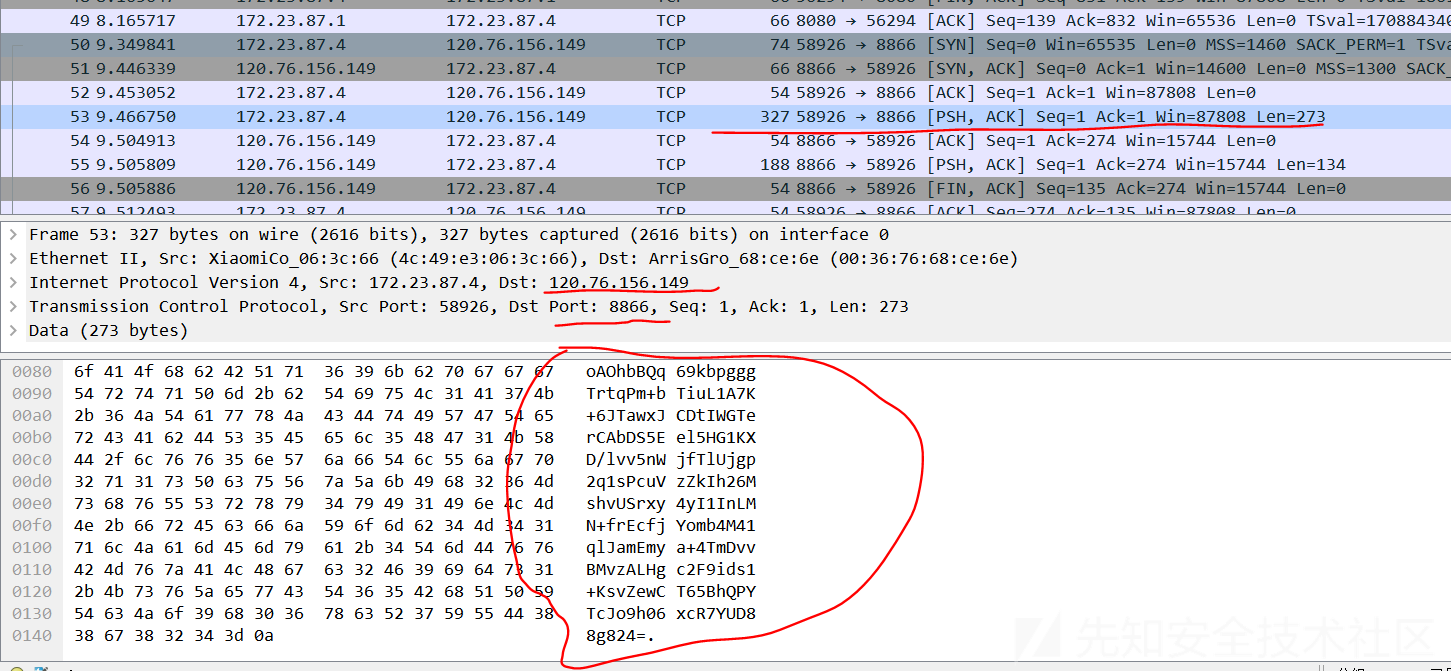 49 8.165717 172.23.87.4 172.23.87.1 TCP 66 8080 → 56294 [ACK] Seq=139 Ack=832 Win=65536 Len=0 TSval=170884340
50 9.349841 172.23.87.4 120.76.156.149 TCP 74 58926 → 8866 [SYN] Seq=0 Win=65535 Len=0 MSS=1460 SACK_PERM=1 TSva
51 9.446339 120.76.156.149 172.23.87.4 TCP 66 8866 → 58926 [SYN, ACK] Seq=0 Ack=1 Win=14600 Len=0 MSS=1300 SACK_
52 9.453052 172.23.87.4 120.76.156.149 TCP 54 58926 → 8866 [ACK] Seq=1 Ack=1 Win=87808 Len=0
53 9.466750 172.23.87.4 120.76.156.149 TCP 327 58926 → 8866 [PSH, ACK] Seq=1 Ack=1 Win=87808 Len=273
54 9.504913 120.76.156.149 172.23.87.4 TCP 54 8866 → 58926 [ACK] Seq=1 Ack=274 Win=15744 Len=0
55 9.505809 120.76.156.149 172.23.87.4 TCP 188 8866 → 58926 [PSH, ACK] Seq=1 Ack=274 Win=15744 Len=134
56 9.505886 120.76.156.149 172.23.87.4 TCP 54 8866 → 58926 [FIN, ACK] Seq=135 Ack=274 Win=15744 Len=0
57 9.512493 172.23.87.4 120.76.156.149 TCP 54 58926 → 8866 [ACK] Seq=274 Ack=135 Win=87808 Len=0
Frame 53: 327 bytes on wire (2616 bits), 327 bytes captured (2616 bits) on interface 0
Ethernet II, Src: XiaomiCo_06:3c:66 (4c:49:e3:06:3c:66), Dst: ArrisGro_68:ce:6e (00:36:76:68:ce:6e)
Internet Protocol Version 4, Src: 172.23.87.4, Dst: 120.76.156.149
Transmission Control Protocol, Src Port: 58926, Dst Port: 8866, Seq: 1, Ack: 1, Len: 273
Data (273 bytes)
0080 6f 41 4f 68 62 42 51 71 36 39 6b 62 70 67 67 67 oAOhbBQq 69kbpggg
0090 54 72 74 71 50 6d 2b 62 54 69 75 4c 31 41 37 4b TrtqPm+b TiuL1A7K
00a0 2b 36 4a 54 61 77 78 4a 43 44 74 49 57 47 54 65 +6JTawxJ CDtIWGTe
00b0 72 43 41 62 44 53 35 45 65 6c 35 48 47 31 4b 58 rCAbDS5E el5HG1KX
00c0 44 2f 6c 76 76 35 6e 57 6a 66 54 6c 55 6a 67 70 D/lvv5nW jfTlUjgp
00d0 32 71 31 73 50 63 75 56 7a 5a 6b 49 68 32 36 4d 2q1sPcuV zZkIh26M
00e0 73 68 76 55 53 72 78 79 34 79 49 31 49 6e 4c 4d shvUSrxy 4yI1InLM
00f0 4e 2b 66 72 45 63 66 6a 59 6f 6d 62 34 4d 34 31 N+frEcfj Yomb4M41
0100 71 6c 4a 61 6d 45 6d 79 61 2b 34 54 6d 44 76 76 qlJamEmy a+4TmDvv
0110 42 4d 76 7a 41 4c 48 67 63 32 46 39 69 64 73 31 BMvzALHg c2F9ids1
0120 2b 4b 73 76 5a 65 77 43 54 36 35 42 68 51 50 59 +KsvZewC T65BhQPY
0130 54 63 4a 6f 39 68 30 36 78 63 52 37 59 55 44 38 TcJo9h06 xcR7YUD8
0140 38 67 38 32 34 3d 0a 8g824=.
先知安全技术社区